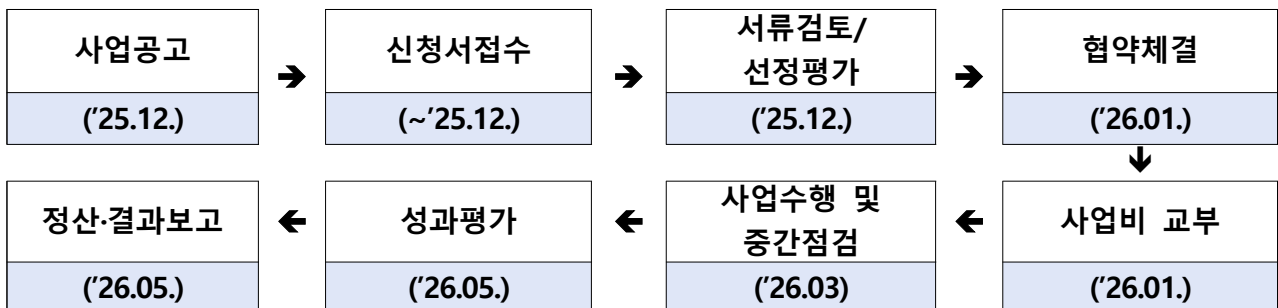 사업공고
('25.12.)
➔
신청서접수
(~'25.12.)
➔
서류검토/
선정평가
('25.12.)
➔
협약체결
('26.01.)
🡳
사업비 교부
('26.01.)
🡰
사업수행 및
중간점검
('26.03)
🡰
성과평가
('26.05.)
🡰
정산·결과보고
('26.05.)